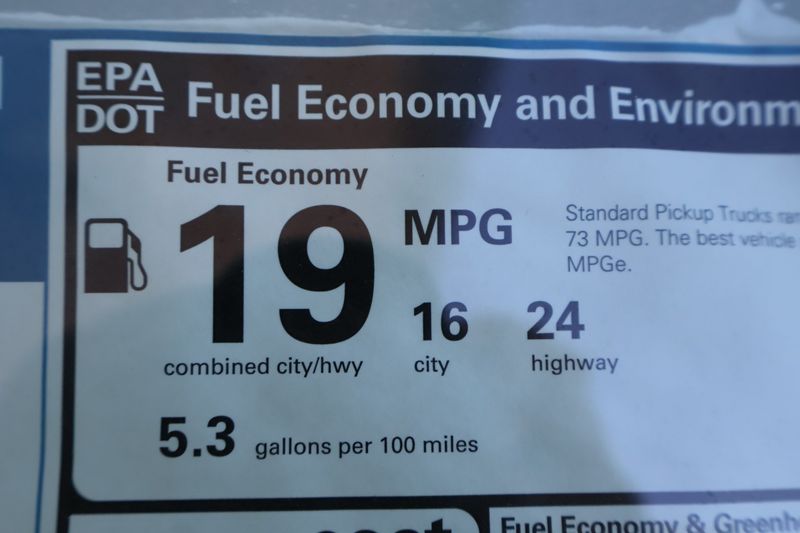 EPA
DOT
Fuel Economy and Environm
Fuel Economy
19 MPG
Standard Pickup Trucks ran
73 MPG. The best vehicle
MPGe.
16 24
combined city/hwy city highway
5.3 gallons per 100 miles
Fuel Economy & Greenh